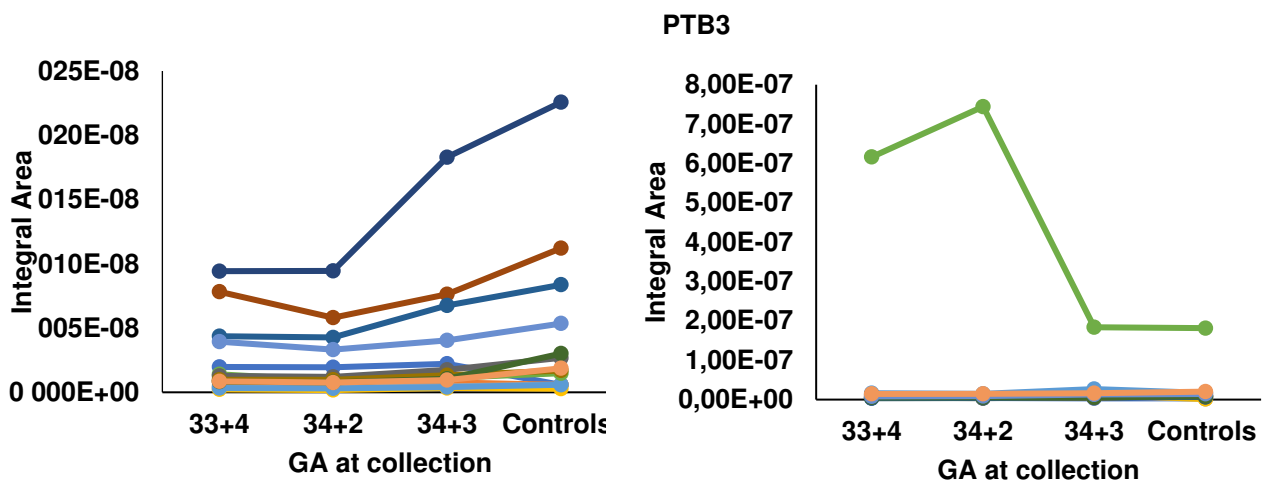 PTB3
025E-08
020E-08
015E-08
010E-08
005E-08
0 000E+00
Integral Area
33+4 34+2 34+3 Controls
GA at collection
8,00E-07
7,00E-07
6,00E-07
5,00E-07
4,00E-07
3,00E-07
2,00E-07
1,00E-07
0,00E+00
Integral Area
33+4 34+2 34+3 Controls
GA at collection